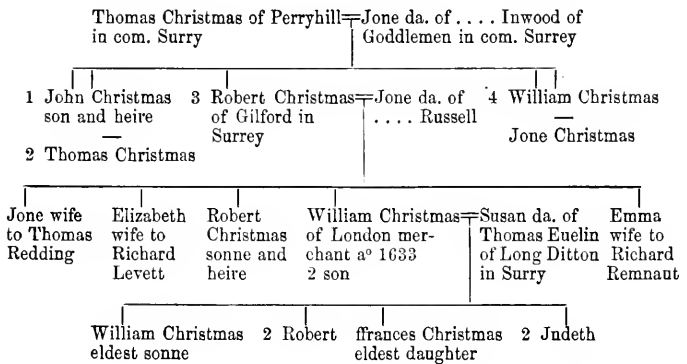 Thomas Christmas of Perryhill=Jone da. of .... Inwood of
in com. Surry Goddlemen in com. Surrey
1 John Christmas 3 Robert Christmas=Jone da. of 4 William Christmas
son and heire of Gilford in .... Russell —
— Surrey Jone Christmas
2 Thomas Christmas
Jone wife Elizabeth Robert William Christmas=Susan da. of Emma
to Thomas wife to Christmas of London mer- Thomas Euelin wife to
Redding Richard sonne and chant aº 1633 of Long Ditton Richard
Levett heire 2 son in Surry Remnaut
William Christmas 2 Robert ffrances Christmas 2 Judeth
eldest sonne eldest daughter